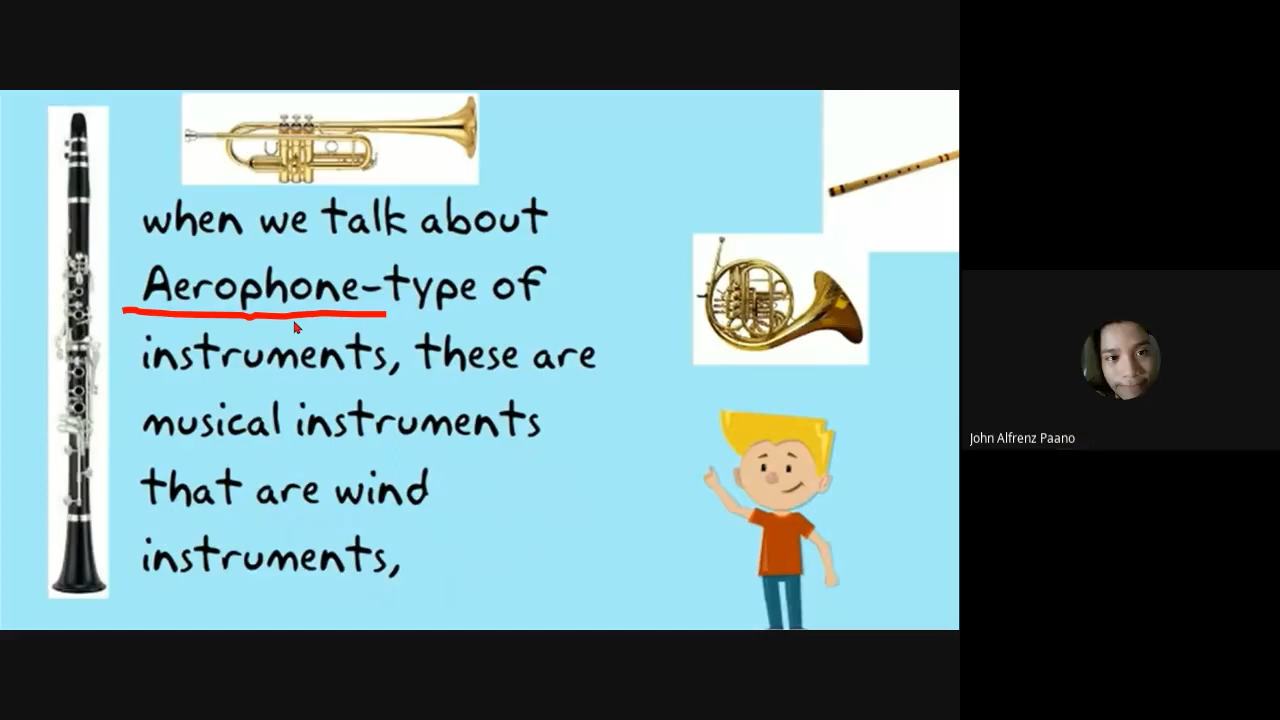 when we talk about
Aerophone-type of
instruments, these are
musical instruments
that are wind
instruments,
John Alfrenz Paano